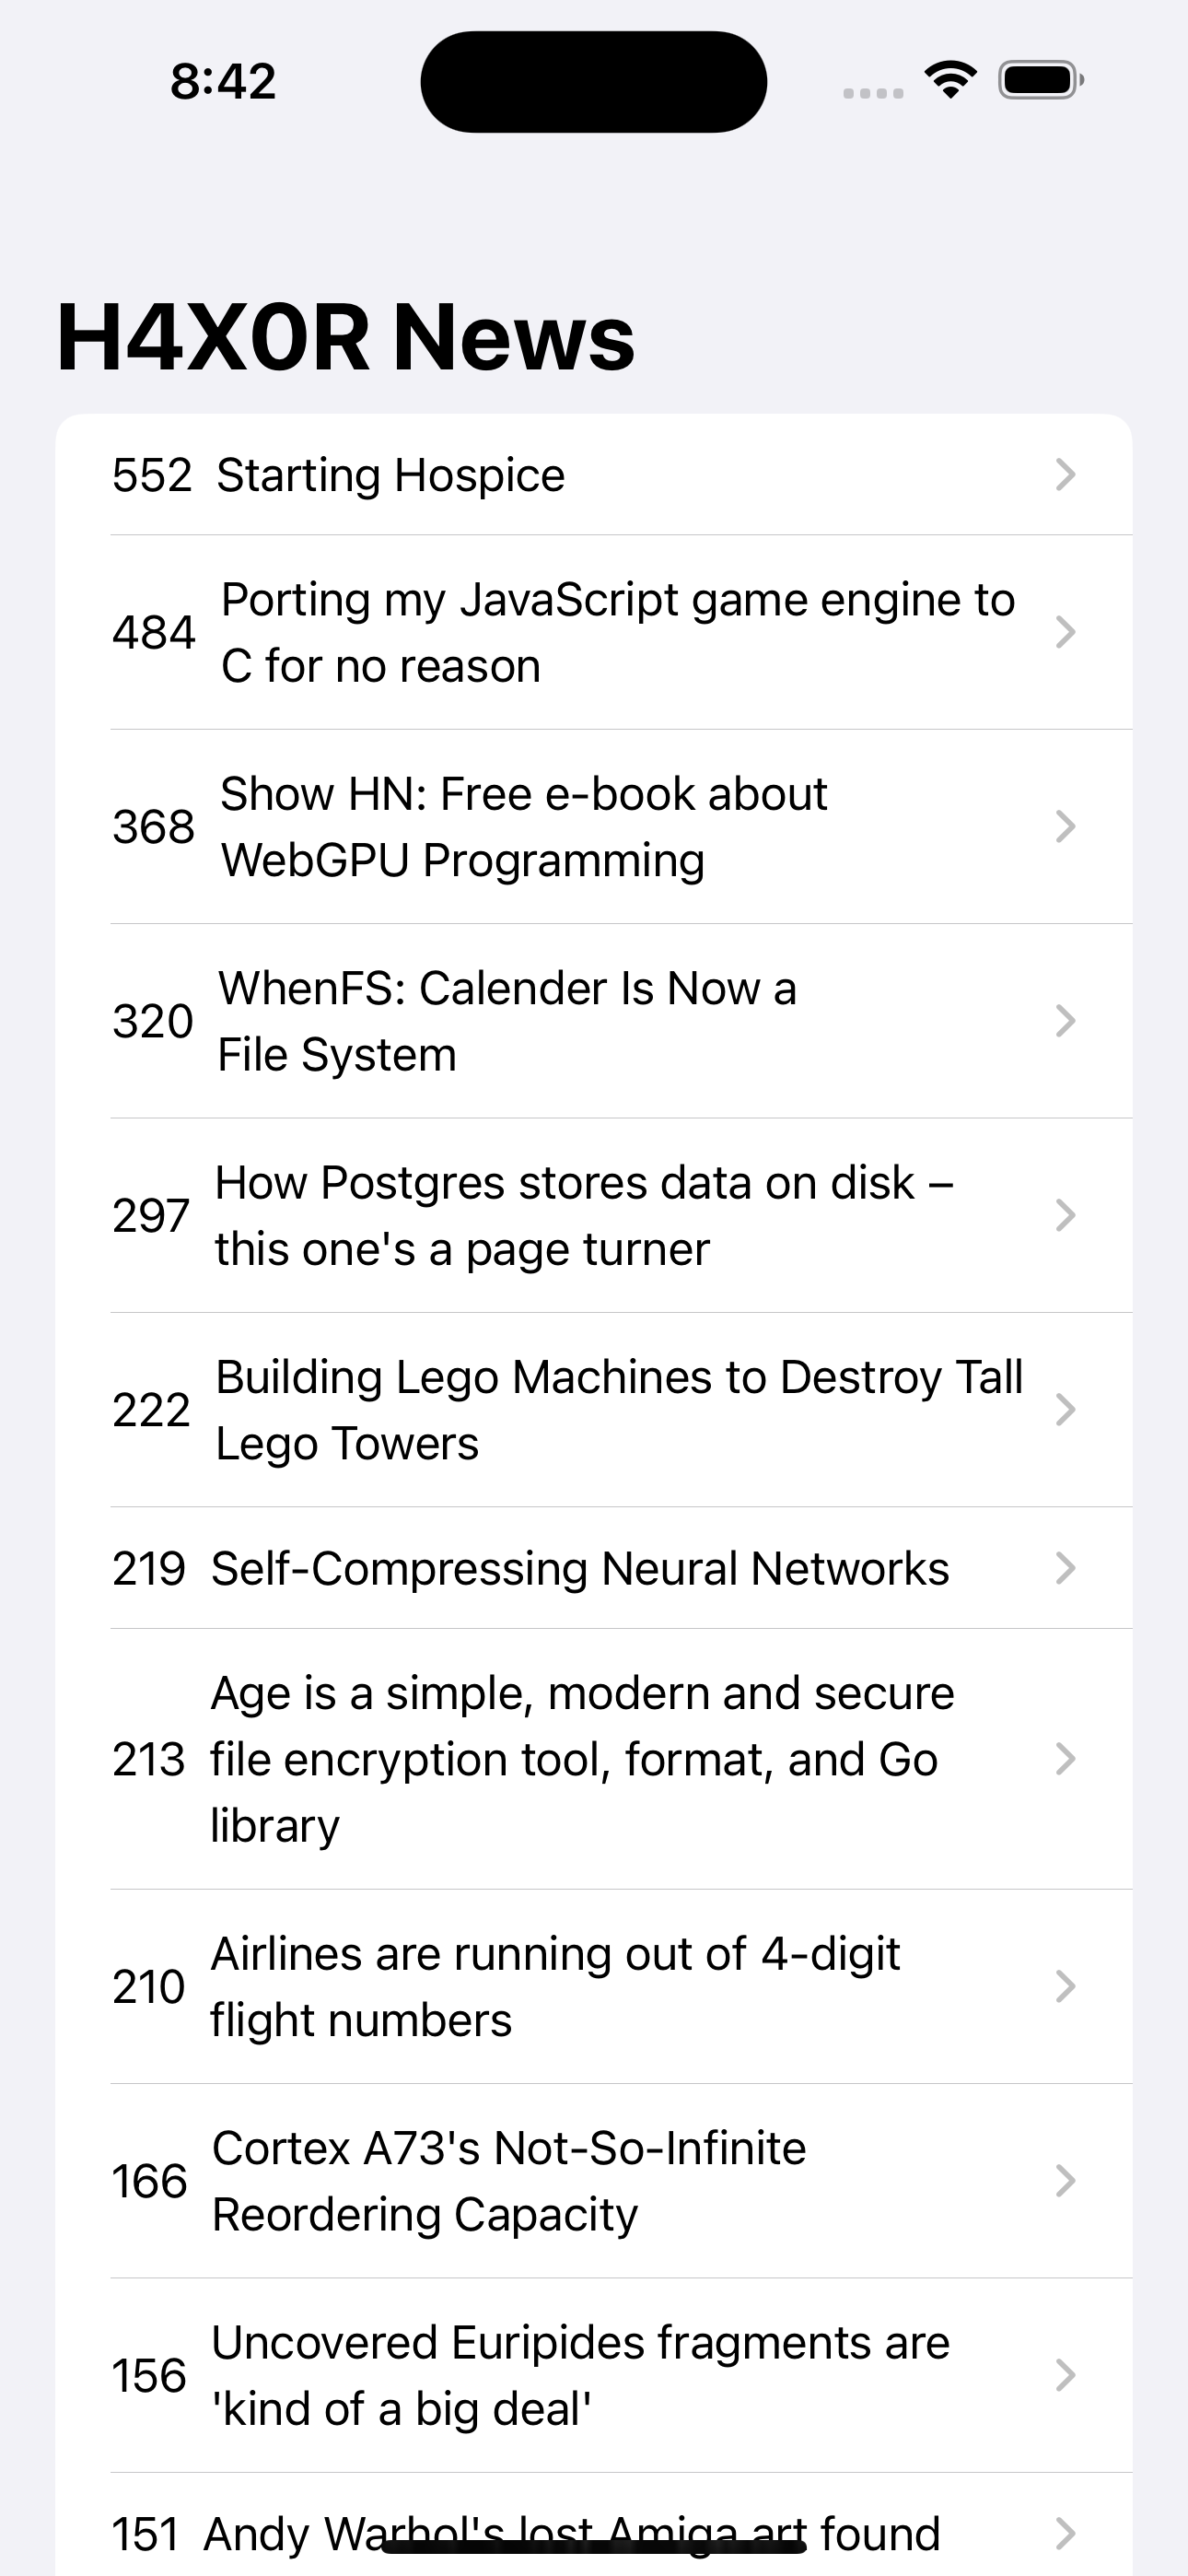 8:42
H4X0R News
552 Starting Hospice
484 Porting my JavaScript game engine to
C for no reason
368 Show HN: Free e-book about
WebGPU Programming
320 WhenFS: Calender Is Now a
File System
297 How Postgres stores data on disk –
this one's a page turner
222 Building Lego Machines to Destroy Tall
Lego Towers
219 Self-Compressing Neural Networks
213 Age is a simple, modern and secure
file encryption tool, format, and Go
library
210 Airlines are running out of 4-digit
flight numbers
166 Cortex A73's Not-So-Infinite
Reordering Capacity
156 Uncovered Euripides fragments are
'kind of a big deal'
151 Andy Warhol's lost Amiga art found